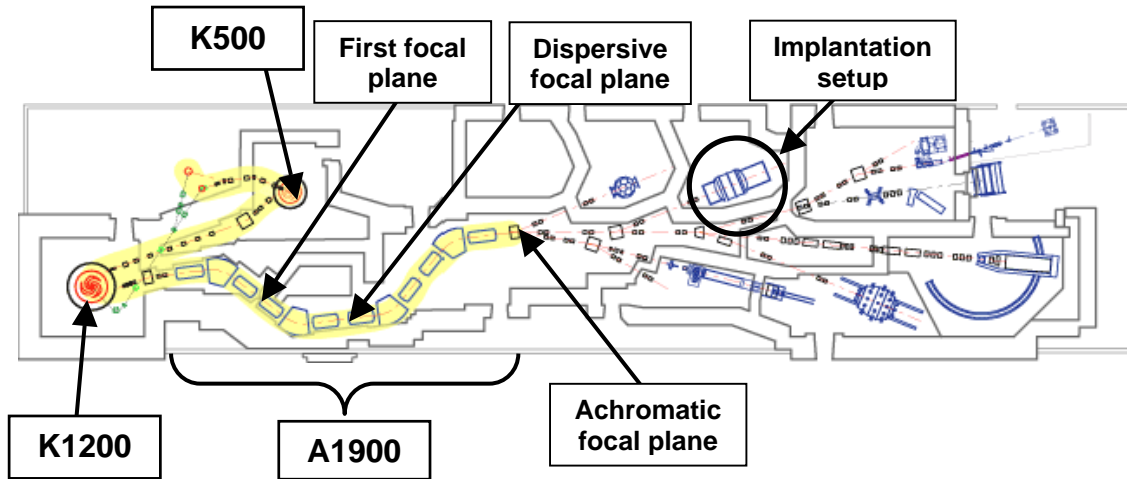 K500
First focal
plane
Dispersive
focal plane
Implantation
setup
K1200
A1900
Achromatic
focal plane